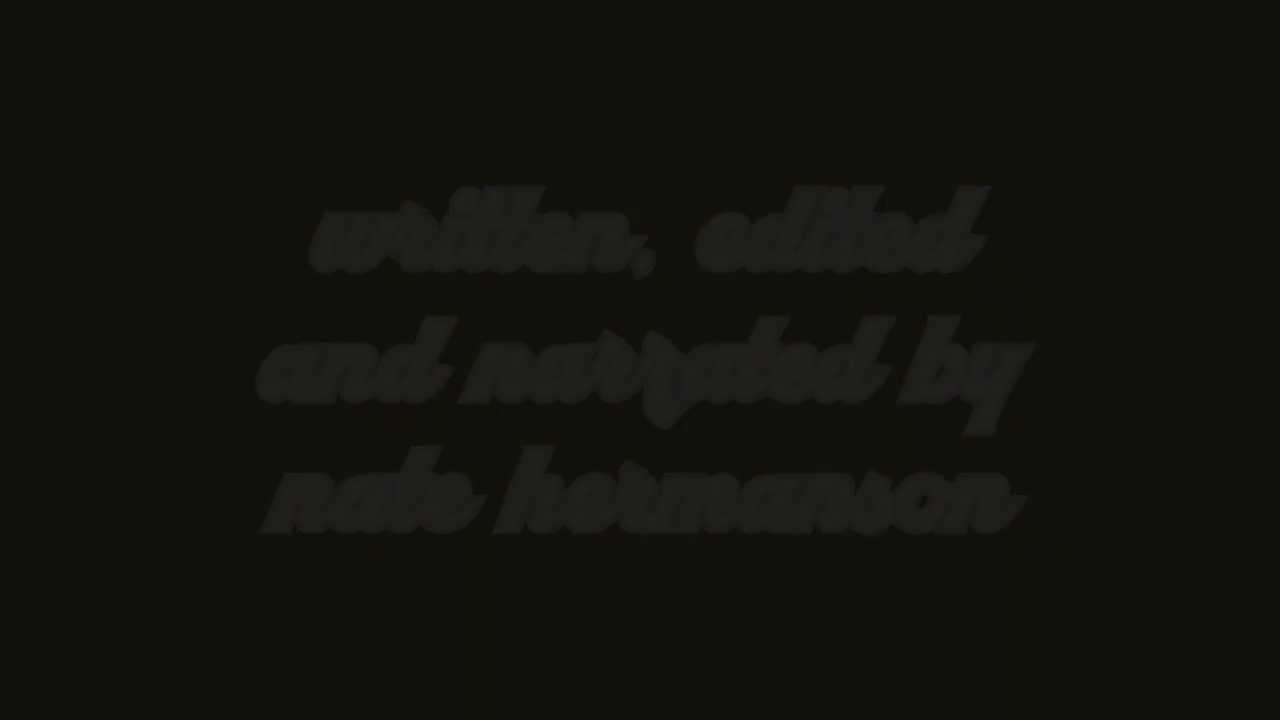 written, edited
and narrated by
nate hermanson